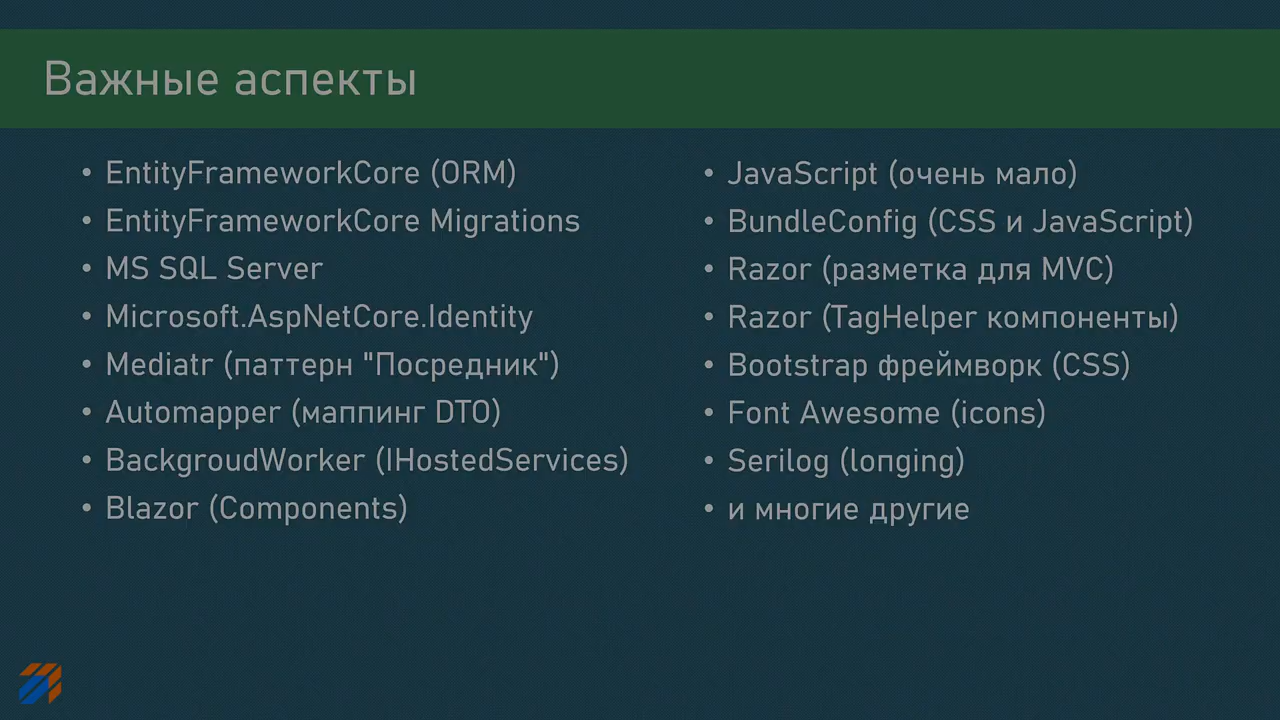 Важные аспекты
• EntityFrameworkCore (ORM)
• EntityFrameworkCore Migrations
• MS SQL Server
• Microsoft.AspNetCore.Identity
• Mediatr (паттерн "Посредник")
• Automapper (маппинг DTO)
• BackgroudWorker (IHostedServices)
• Blazor (Components)
• JavaScript (очень мало)
• BundleConfig (CSS и JavaScript)
• Razor (разметка для MVC)
• Razor (TagHelper компоненты)
• Bootstrap фреймворк (CSS)
• Font Awesome (icons)
• Serilog (loпging)
• и многие другие